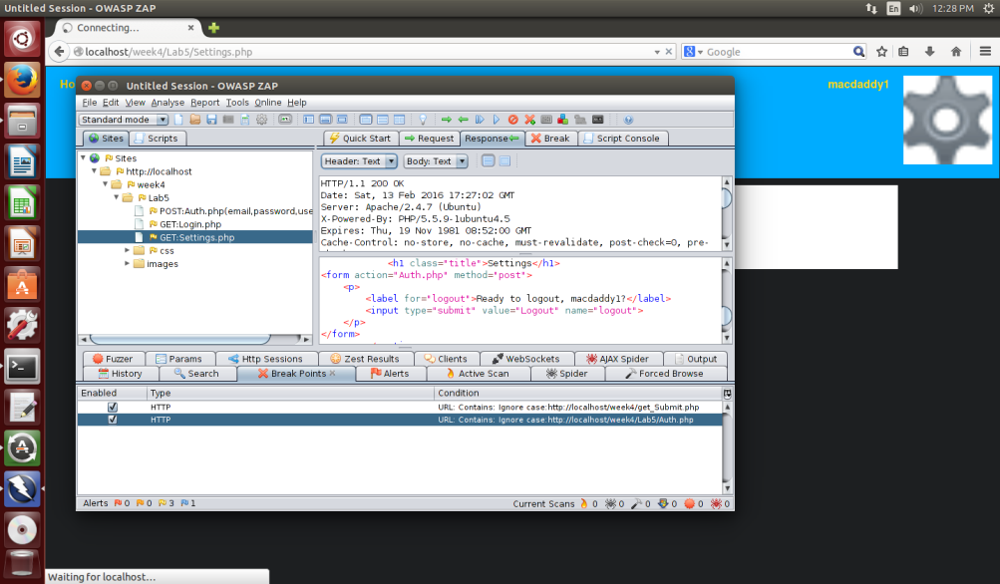 Untitled Session - OWASP ZAP
En 12:28 PM
Connecting...
localhost/week4/Lab5/Settings.php
Google
Ho
macdaddy1
Untitled Session - OWASP ZAP
File Edit View Analyse Report Tools Online Help
Standard mode
Sites Scripts
Quick Start Request Response Break Script Console
Header: Text Body: Text
Sites
http://localhost
week4
Lab5
POST:Auth.php(email,password,use
GET:Login.php
GET:Settings.php
css
images
HTTP/1.1 200 OK
Date: Sat, 13 Feb 2016 17:27:02 GMT
Server: Apache/2.4.7 (Ubuntu)
X-Powered-By: PHP/5.5.9-1ubuntu4.5
Expires: Thu, 19 Nov 1981 08:52:00 GMT
Cache-Control: no-store, no-cache, must-revalidate, post-check=0, pre-
<h1 class="title">Settings</h1>
<form action="Auth.php" method="post">
<p>
<label for="logout">Ready to logout, macdaddy1?</label>
<input type="submit" value="Logout" name="logout">
</p>
</form>
Fuzzer Params Http Sessions Zest Results Clients WebSockets AJAX Spider Output
History Search Break Points Alerts Active Scan Spider Forced Browse
Enabled Type Condition
HTTP URL: Contains: Ignore case:http://localhost/week4/get_Submit.php
HTTP URL: Contains: Ignore case:http://localhost/week4/Lab5/Auth.php
Alerts 0 0 3 1 Current Scans 0 0 0 0 0 0
Waiting for localhost...